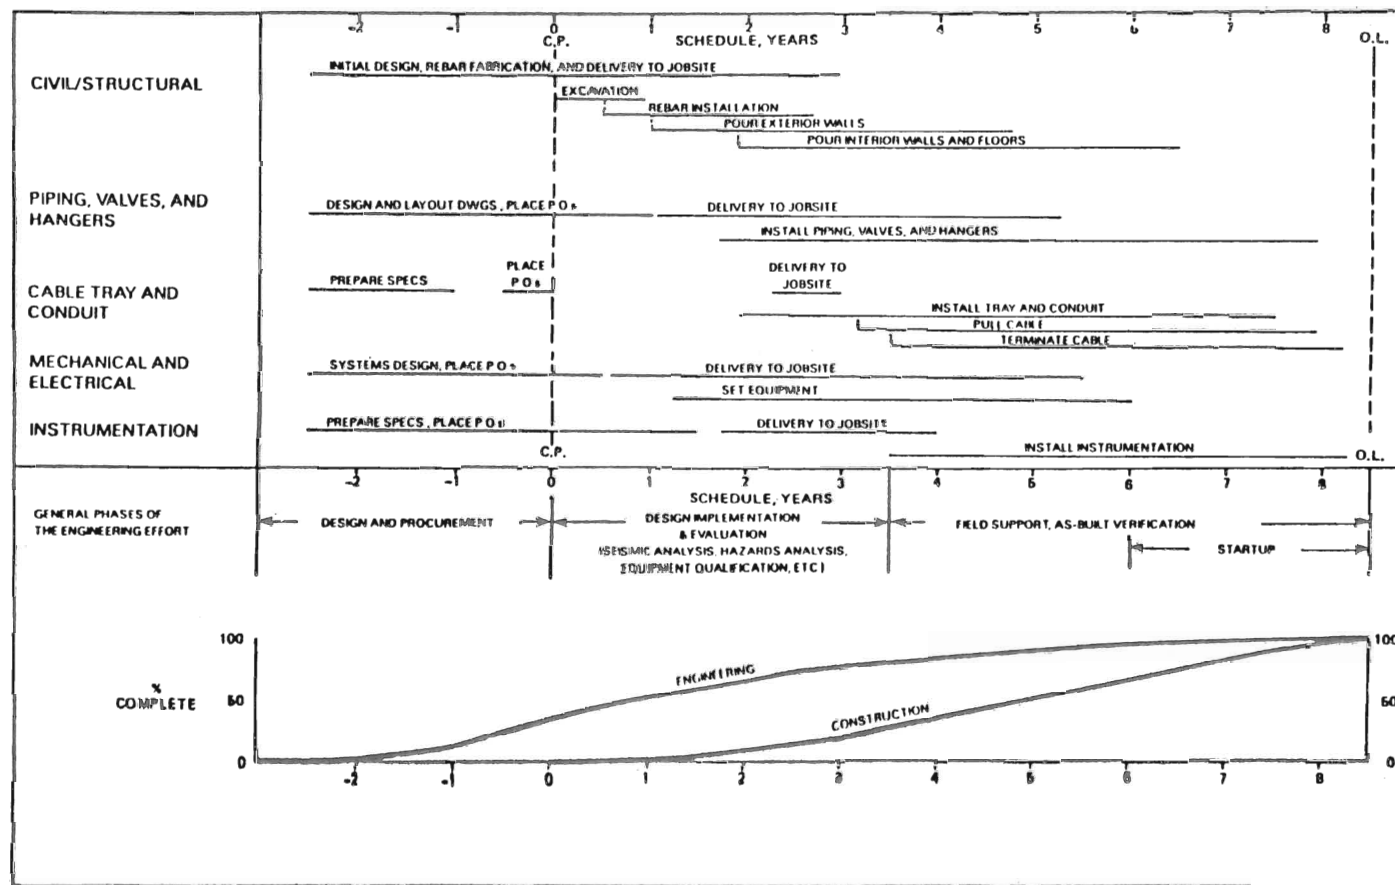 -2 -1 0 1 2 3 4 5 6 7 8
C.P. SCHEDULE, YEARS O.L.
CIVIL/STRUCTURAL
INITIAL DESIGN, REBAR FABRICATION, AND DELIVERY TO JOBSITE
EXCAVATION
REBAR INSTALLATION
POUR EXTERIOR WALLS
POUR INTERIOR WALLS AND FLOORS
PIPING, VALVES, AND
HANGERS
DESIGN AND LAYOUT DWGS, PLACE P O s
DELIVERY TO JOBSITE
INSTALL PIPING, VALVES, AND HANGERS
CABLE TRAY AND
CONDUIT
PREPARE SPECS
PLACE
P O s
DELIVERY TO
JOBSITE
INSTALL TRAY AND CONDUIT
PULL CABLE
TERMINATE CABLE
MECHANICAL AND
ELECTRICAL
SYSTEMS DESIGN, PLACE P O s
DELIVERY TO JOBSITE
SET EQUIPMENT
INSTRUMENTATION
PREPARE SPECS, PLACE P O s
DELIVERY TO JOBSITE
INSTALL INSTRUMENTATION
C.P. O.L.
-2 -1 0 1 2 3 4 5 6 7 8
SCHEDULE, YEARS
GENERAL PHASES OF
THE ENGINEERING EFFORT
DESIGN AND PROCUREMENT
DESIGN IMPLEMENTATION
& EVALUATION
(SEISMIC ANALYSIS, HAZARDS ANALYSIS,
EQUIPMENT QUALIFICATION, ETC)
FIELD SUPPORT, AS-BUILT VERIFICATION
STARTUP
%
COMPLETE
100
50
0
ENGINEERING
CONSTRUCTION
100
50
0
-2 -1 0 1 2 3 4 5 6 7 8